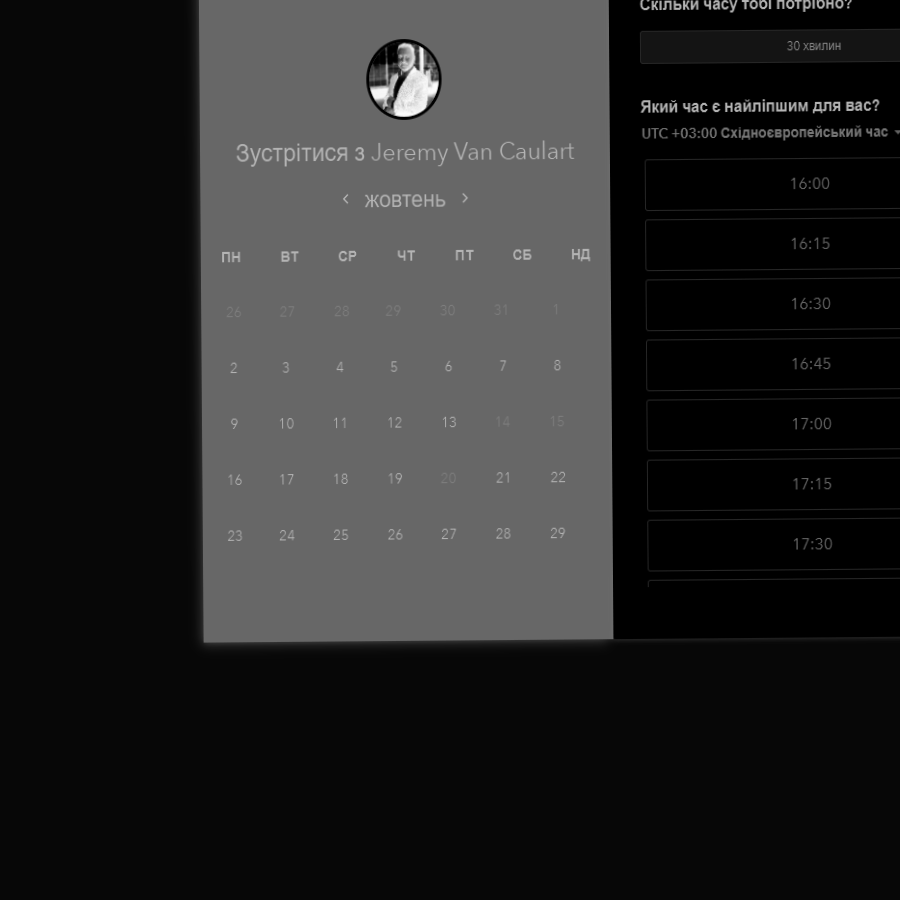 Зустрітися з Jeremy Van Caulart
жовтень
ПН ВТ СР ЧТ ПТ СБ НД
26 27 28 29 30 31 1
2 3 4 5 6 7 8
9 10 11 12 13 14 15
16 17 18 19 20 21 22
23 24 25 26 27 28 29
Скільки часу тобі потрібно?
30 хвилин
Який час є найліпшим для вас?
UTC +03:00 Східноєвропейський час
16:00
16:15
16:30
16:45
17:00
17:15
17:30